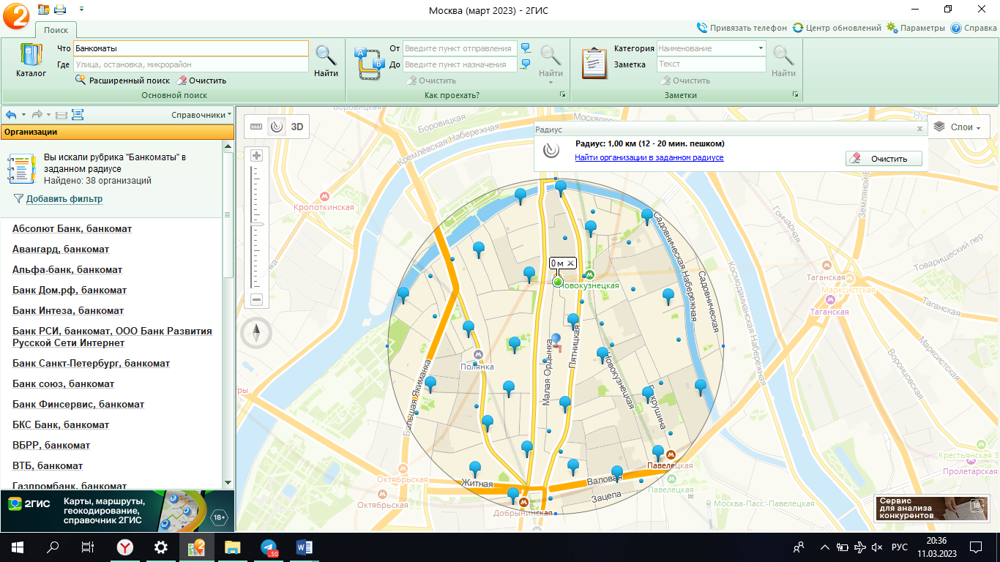 Москва (март 2023) - 2ГИС
Поиск
Привязать телефон
Центр обновлений
Параметры
Справка
Каталог
Что
Банкоматы
Где
Улица, остановка, микрорайон
Расширенный поиск
Очистить
Найти
Основной поиск
От
Введите пункт отправления
До
Введите пункт назначения
Очистить
Найти
Как проехать?
Категория
Наименование
Заметка
Текст
Очистить
Найти
Заметки
Справочники
Организации
Вы искали рубрика "Банкоматы" в
заданном радиусе
Найдено: 38 организаций
Добавить фильтр
Абсолют Банк, банкомат
Авангард, банкомат
Альфа-банк, банкомат
Банк Дом.рф, банкомат
Банк Интеза, банкомат
Банк РСИ, банкомат, ООО Банк Развития
Русской Сети Интернет
Банк Санкт-Петербург, банкомат
Банк союз, банкомат
Банк Финсервис, банкомат
БКС Банк, банкомат
ВБРР, банкомат
ВТБ, банкомат
Газпромбанк, банкомат
2ГИС
Карты, маршруты,
геокодирование,
справочник 2ГИС
18+
3D
Радиус
Радиус: 1,00 км (12 - 20 мин. пешком)
Найти организации в заданном радиусе
Очистить
Слои
Боровицкая
Кремлёвская Набережная
Кропоткинская
0 м
Новокузнецкая
Садовническая Набережная
Садовническая
Космодамианская Набережная
Гончарная
Земляной
Товарищеский пер
Таганская
Марксистская
Таганская
Таганская
Марксистская
Воронцовская
Полянка
Большая Якиманка
Малая Ордынка
Пятницкая
Новокузнецкая
Бахрушина
Павелецкая
Павелецкая
Октябрьская
Октябрьская
Житная
Валовая
Зацепа
Добрынинская
Москва-Пасс.-Павелецкая
Крестьянская З
Пролетарская
Сервис
для анализа
конкурентов
18+
50
РУС
20:36
11.03.2023